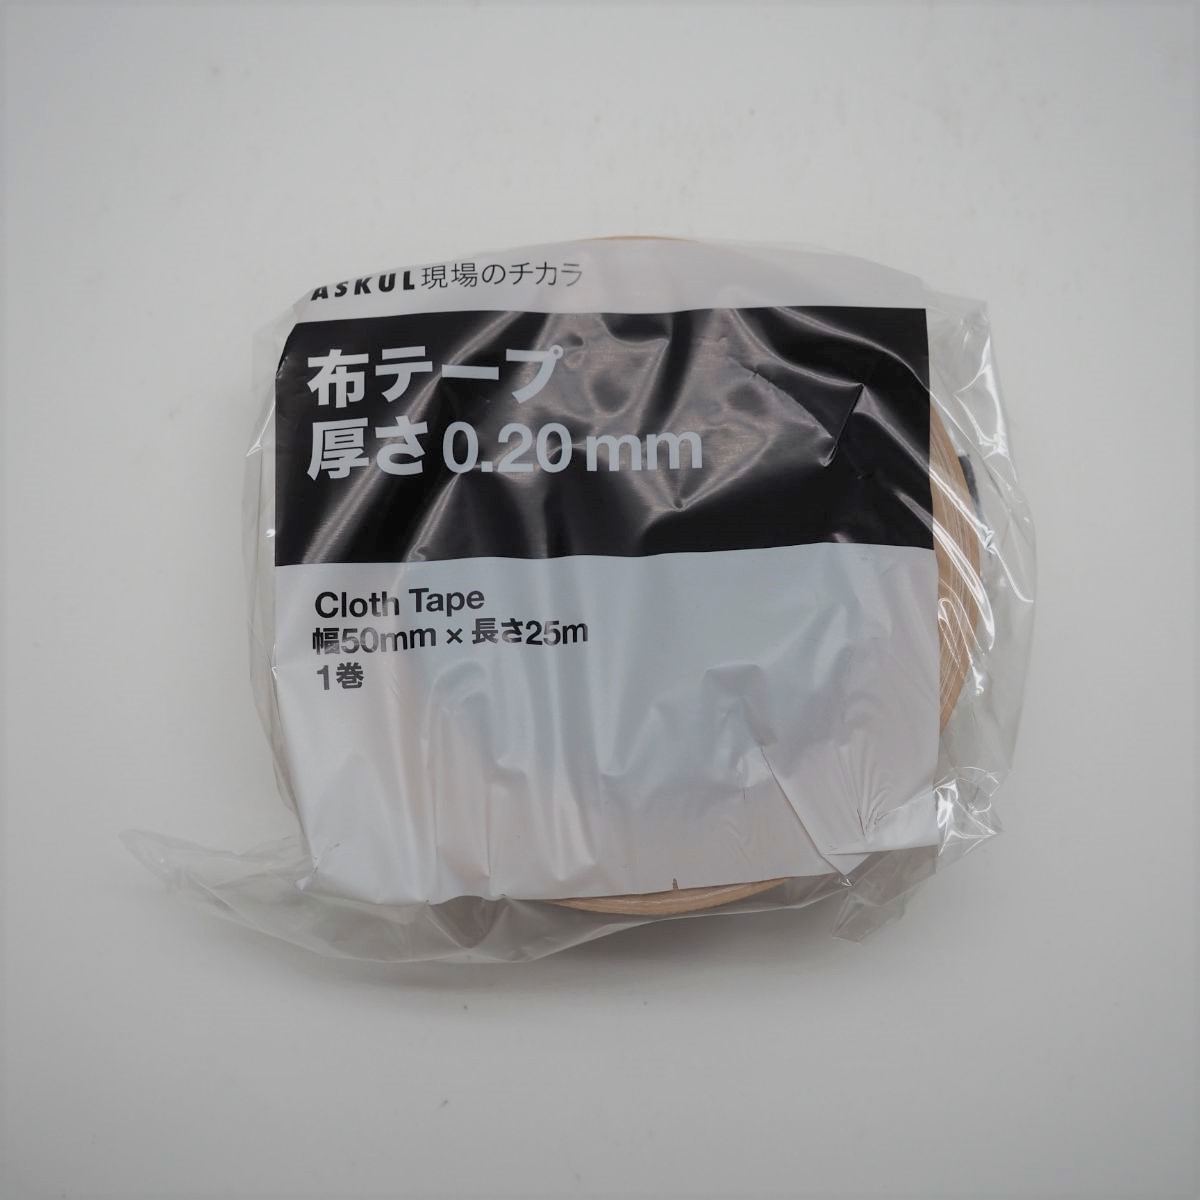 ASKUL現場のチカラ
布テープ
厚さ0.20mm
Cloth Tape
幅50mm×長さ25m
1巻